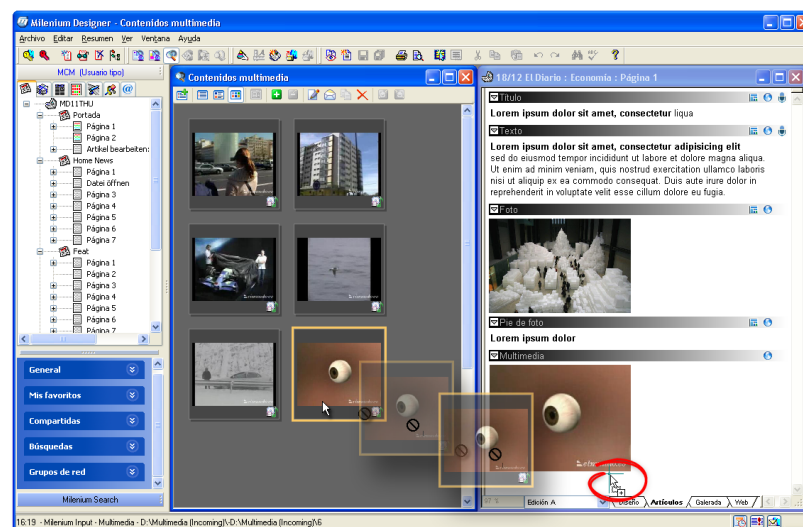 Milenium Designer - Contenidos multimedia
Archivo Editar Resumen Ver Ventana Ayuda
MCM (Usuario tipo)
MD11THU
Portada
Página 1
Página 2
Artikel bearbeiten:
Home News
Página 1
Datei öffnen
Página 3
Página 4
Página 5
Página 6
Página 7
Feat
Página 1
Página 2
Página 3
Página 4
Página 5
Página 6
Página 7
General
Mis favoritos
Compartidas
Búsquedas
Grupos de red
Milenium Search
Contenidos multimedia
18/12 El Diario : Economía : Página 1
Título
Lorem ipsum dolor sit amet, consectetur liqua
Texto
Lorem ipsum dolor sit amet, consectetur adipisicing elit
sed do eiusmod tempor incididunt ut labore et dolore magna aliqua.
Ut enim ad minim veniam, quis nostrud exercitation ullamco laboris
nisi ut aliquip ex ea commodo consequat. Duis aute irure dolor in
reprehenderit in voluptate velit esse cillum dolore eu fugia.
Foto
Pie de foto
Lorem ipsum dolor
Multimedia
Edición A
Diseño Artículos Galerada Web
16:19 - Milenium Input - Multimedia - D:\Multimedia (Incoming)\-D:\Multimedia (Incoming)\6